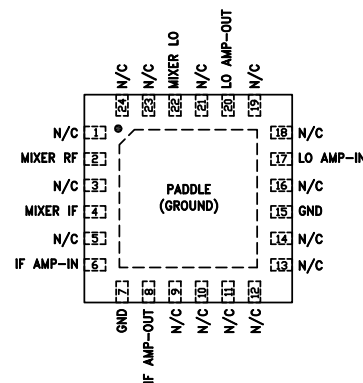 N/C
N/C
MIXER LO
N/C
LO AMP-OUT
N/C
24
23
22
21
20
19
N/C 1
MIXER RF 2
N/C 3
MIXER IF 4
N/C 5
IF AMP-IN 6
PADDLE
(GROUND)
18 N/C
17 LO AMP-IN
16 N/C
15 GND
14 N/C
13 N/C
7
8
9
10
11
12
GND
IF AMP-OUT
N/C
N/C
N/C
N/C